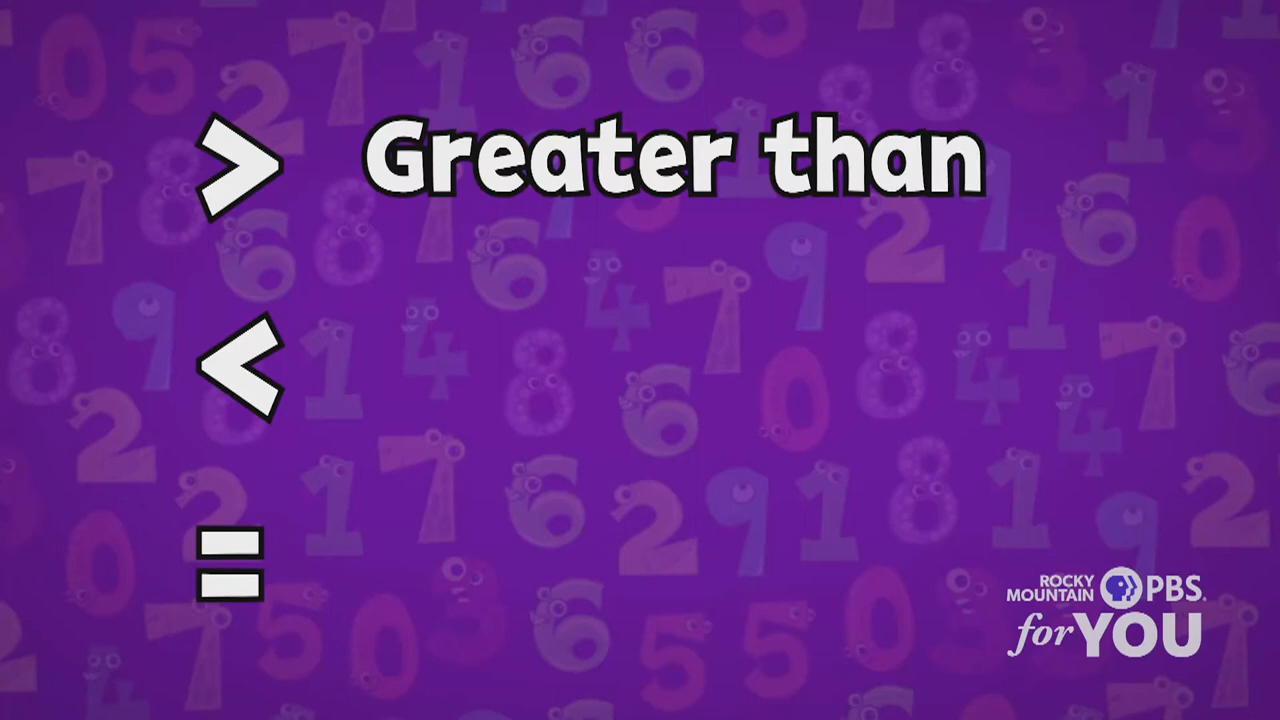 > Greater than
<
=
ROCKY
MOUNTAIN PBS.
for YOU